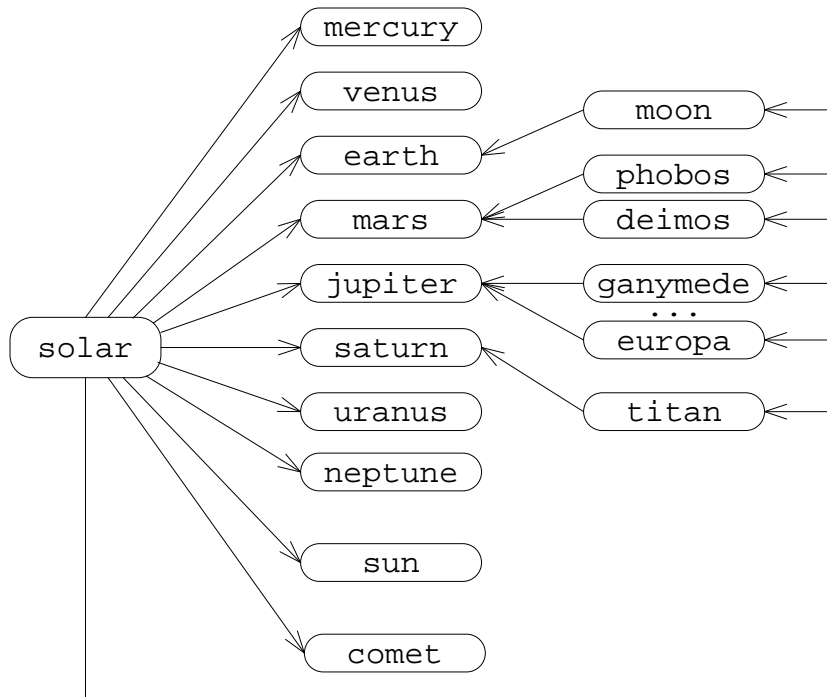 mercury
venus
moon
earth
phobos
mars
deimos
jupiter
ganymede
...
solar
saturn
europa
uranus
titan
neptune
sun
comet